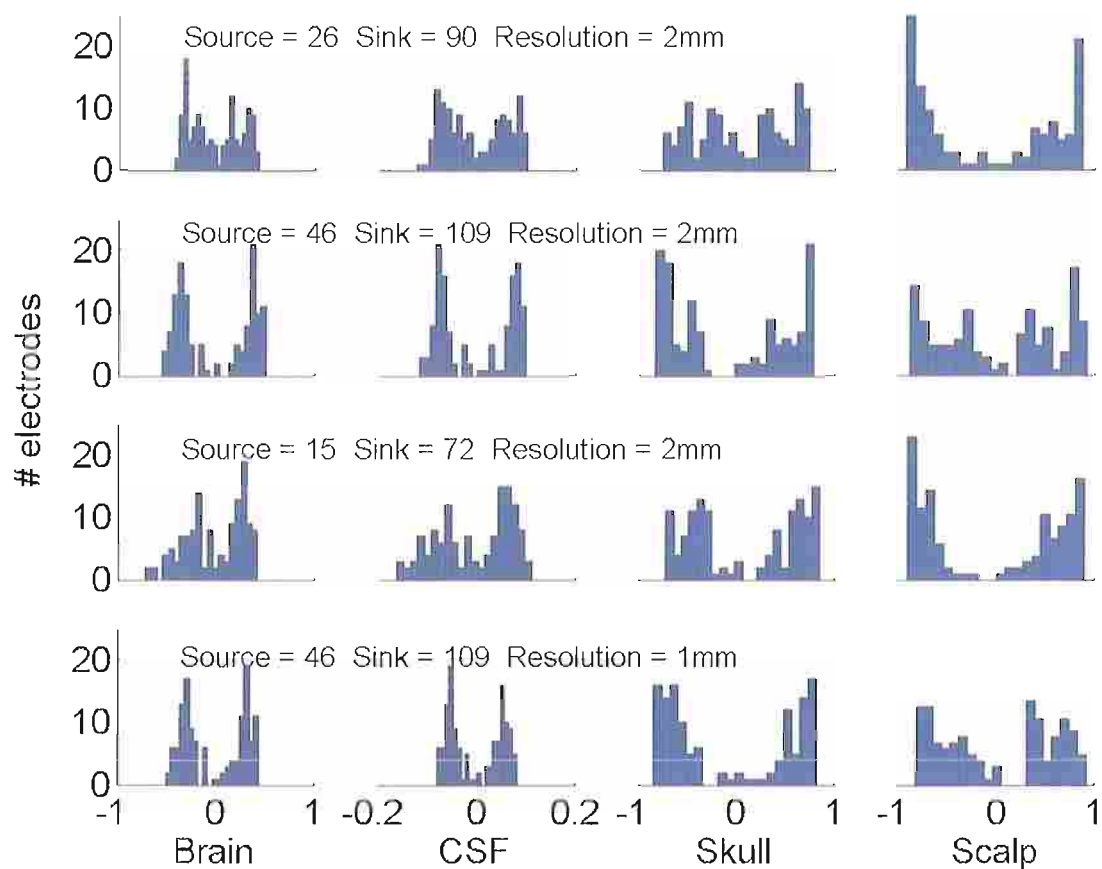 Source = 26 Sink = 90 Resolution = 2mm
20
10
0
Source = 46 Sink = 109 Resolution = 2mm
20
10
0
# electrodes
Source = 15 Sink = 72 Resolution = 2mm
20
10
0
Source = 46 Sink = 109 Resolution = 1mm
20
10
0
-1 0 1 -0.2 0 0.2 -1 0 1 -1 0 1
Brain CSF Skull Scalp